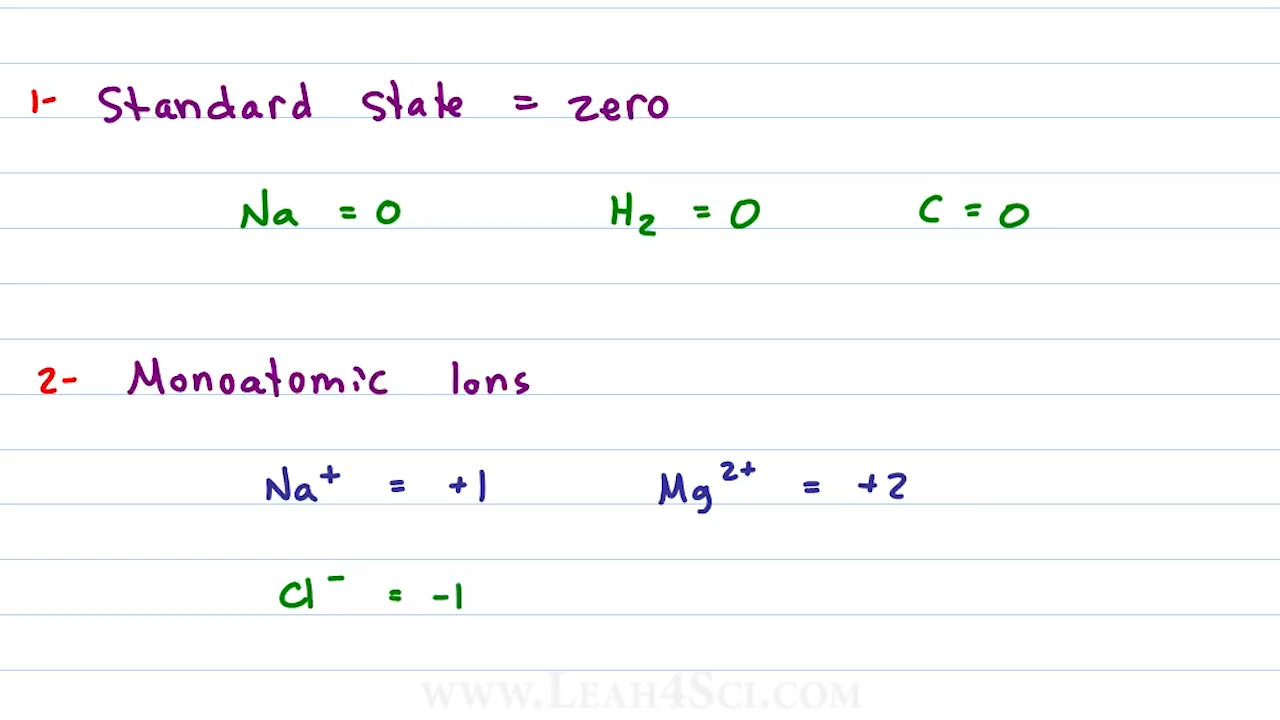 1- Standard state = zero
Na = 0 H₂ = 0 C = 0
2- Monoatomic Ions
Na⁺ = +1 Mg²⁺ = +2
Cl⁻ = -1
www.Leah4Sci.com